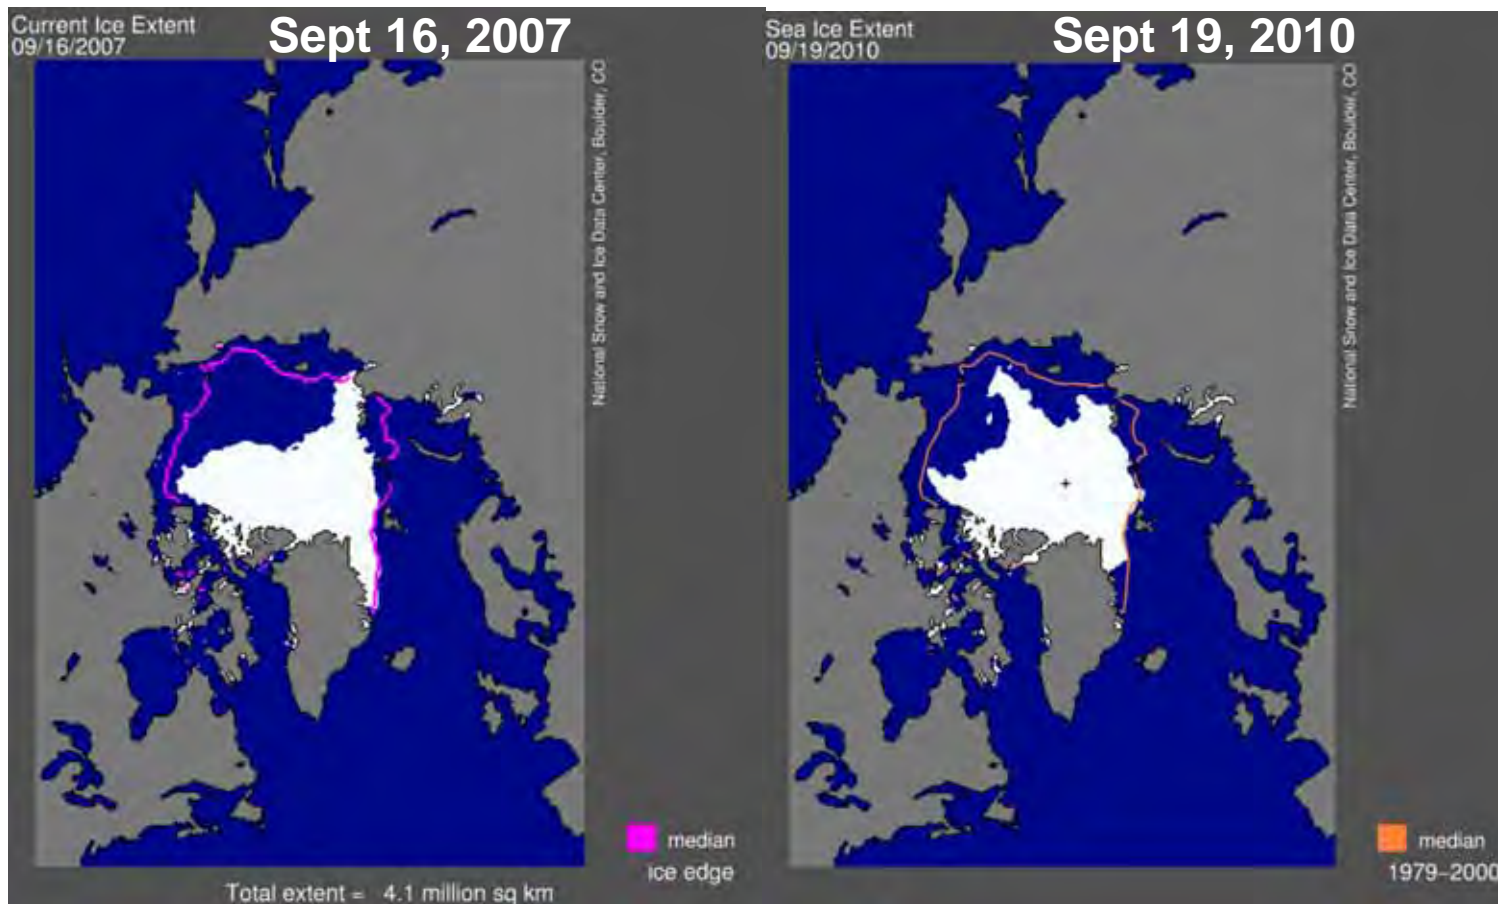 Current Ice Extent
09/16/2007
Sept 16, 2007
National Snow and Ice Data Center, Boulder, CO
median
ice edge
Total extent = 4.1 million sq km
Sea Ice Extent
09/19/2010
Sept 19, 2010
National Snow and Ice Data Center, Boulder, CO
median
1979–2000